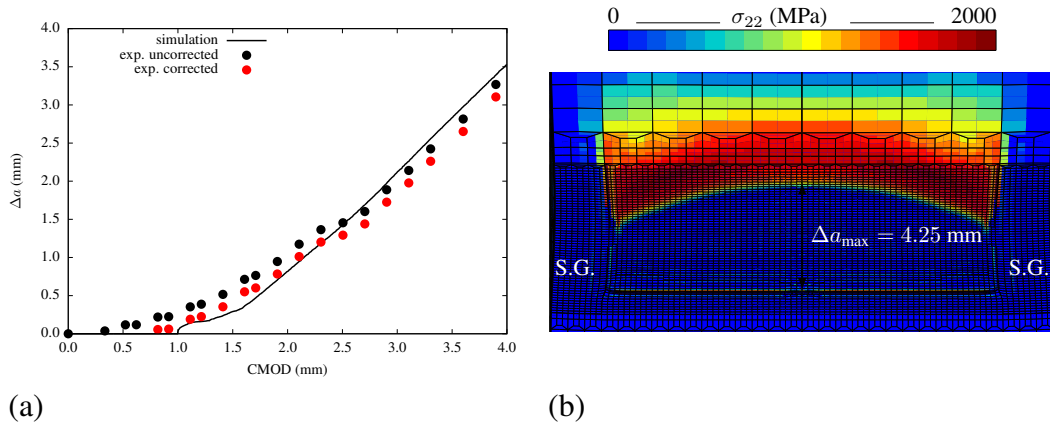 simulation
exp. uncorrected
exp. corrected
4.0
3.5
3.0
2.5
2.0
1.5
1.0
0.5
0.0
Δa (mm)
0.0 0.5 1.0 1.5 2.0 2.5 3.0 3.5 4.0
CMOD (mm)
(a)
0 σ22 (MPa) 2000
Δamax = 4.25 mm
S.G. S.G.
(b)